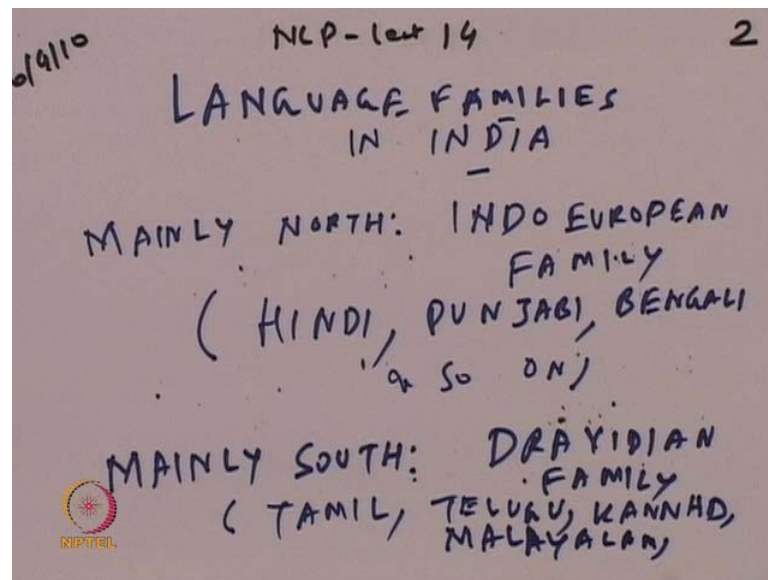 NLP - lect 14
2
LANGUAGE FAMILIES
IN INDIA
MAINLY NORTH: INDO EUROPEAN
FAMILY
( HINDI, PUNJABI, BENGALI
& SO ON)
MAINLY SOUTH: DRAVIDIAN
FAMILY
( TAMIL, TELUGU, KANNAD,
MALAYALAM,
NPTEL